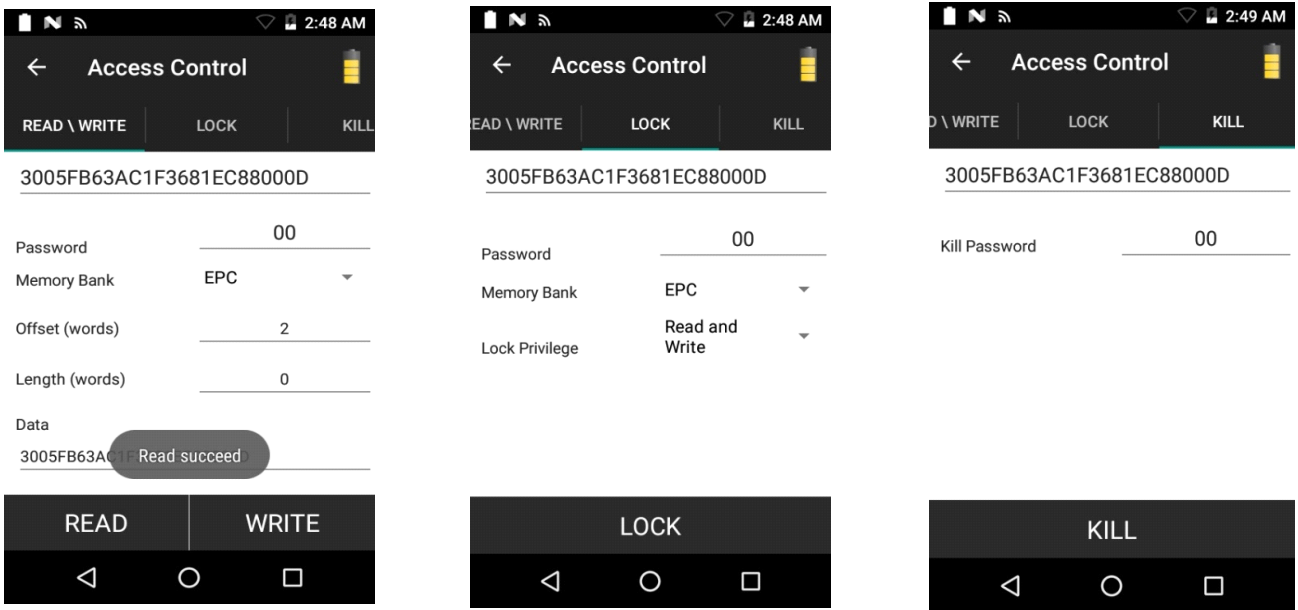 2:48 AM
Access Control
READ \ WRITE LOCK KILL
3005FB63AC1F3681EC88000D
Password 00
Memory Bank EPC
Offset (words) 2
Length (words) 0
Data
3005FB63AC
Read succeed
READ WRITE
2:48 AM
Access Control
EAD \ WRITE LOCK KILL
3005FB63AC1F3681EC88000D
Password 00
Memory Bank EPC
Lock Privilege Read and
Write
LOCK
2:49 AM
Access Control
D \ WRITE LOCK KILL
3005FB63AC1F3681EC88000D
Kill Password 00
KILL